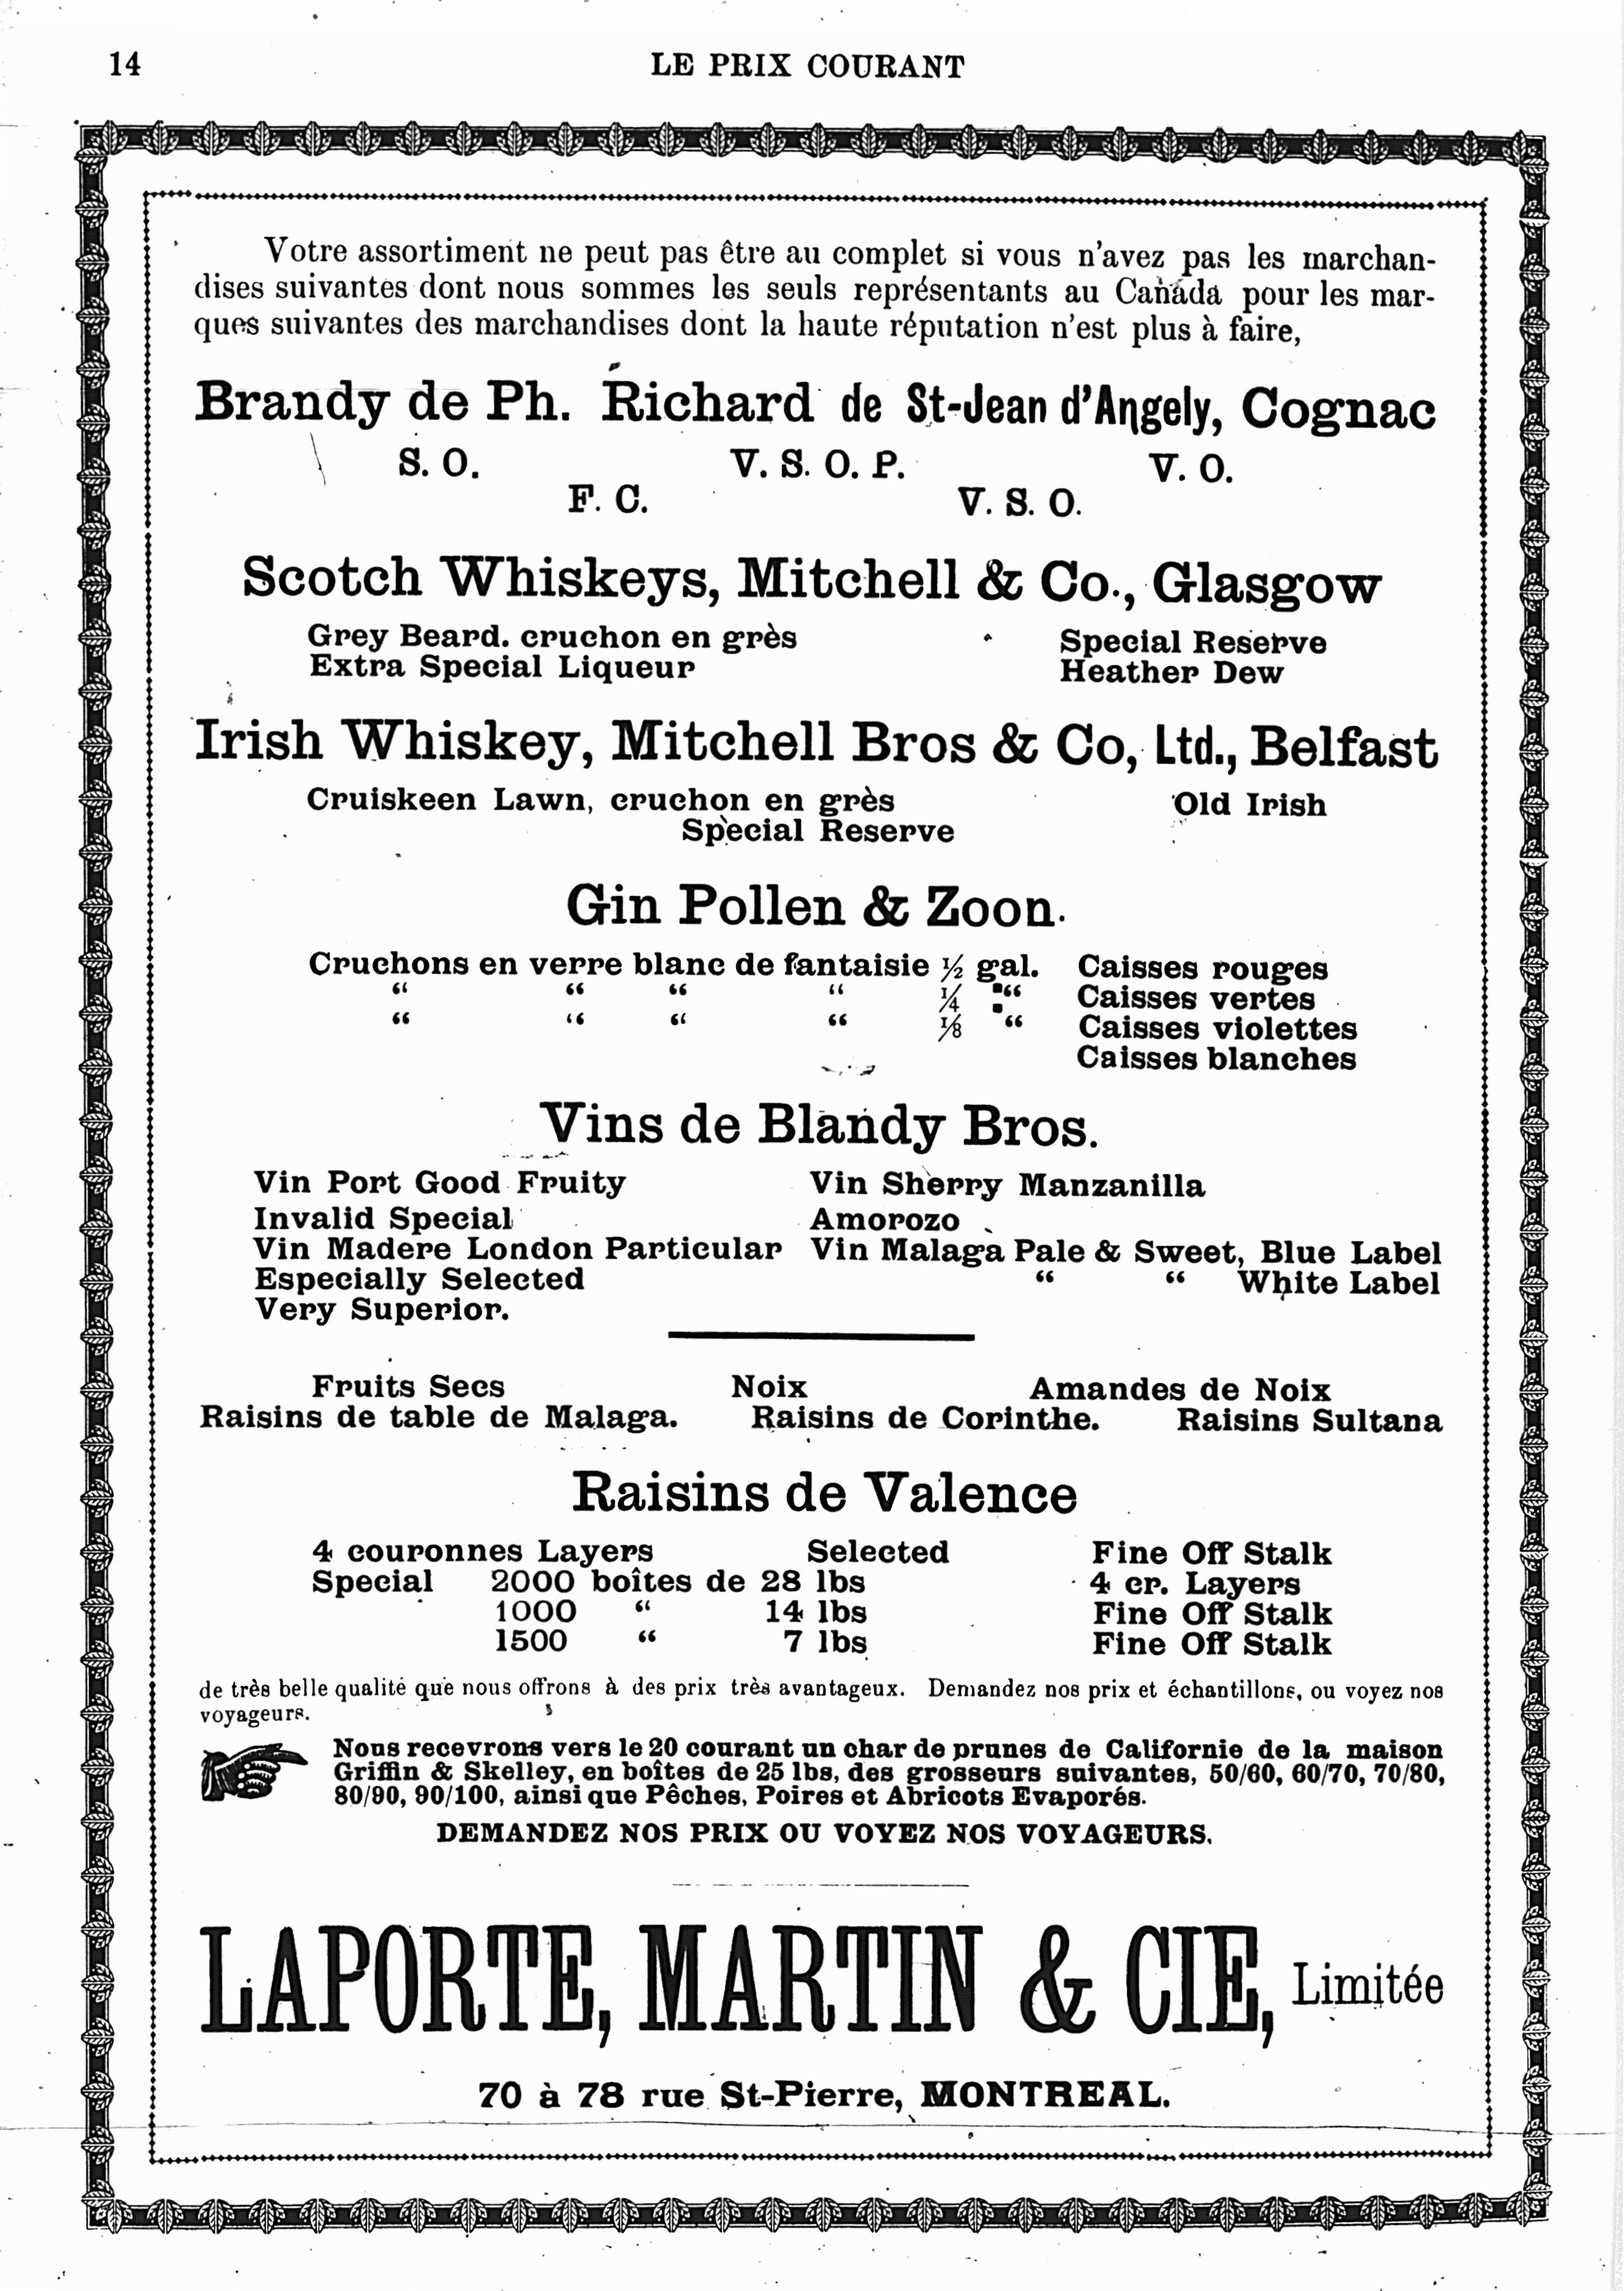 14
LE PRIX COURANT
Votre assortiment ne peut pas être au complet si vous n'avez pas les marchan-
dises suivantes dont nous sommes les seuls représentants au Canada pour les mar-
ques suivantes des marchandises dont la haute réputation n'est plus à faire,
Brandy de Ph. Richard de St-Jean d'Angely, Cognac
S. O. V. S. O. P. V. O.
F. C. V. S. O.
Scotch Whiskeys, Mitchell & Co., Glasgow
Grey Beard. cruchon en grès Special Reserve
Extra Special Liqueur Heather Dew
Irish Whiskey, Mitchell Bros & Co, Ltd., Belfast
Cruiskeen Lawn, cruchon en grès Old Irish
Special Reserve
Gin Pollen & Zoon.
Cruchons en verre blanc de fantaisie ½ gal. Caisses rouges
“ “ “ “ ¼ “ Caisses vertes
“ “ “ “ ⅛ “ Caisses violettes
Caisses blanches
Vins de Blandy Bros.
Vin Port Good Fruity Vin Sherry Manzanilla
Invalid Special Amorozo
Vin Madere London Particular Vin Malaga Pale & Sweet, Blue Label
Especially Selected “ “ White Label
Very Superior.
Fruits Secs Noix Amandes de Noix
Raisins de table de Malaga. Raisins de Corinthe. Raisins Sultana
Raisins de Valence
4 couronnes Layers Selected Fine Off Stalk
Special 2000 boîtes de 28 lbs 4 cr. Layers
1000 “ 14 lbs Fine Off Stalk
1500 “ 7 lbs Fine Off Stalk
de très belle qualité que nous offrons à des prix très avantageux. Demandez nos prix et échantillons, ou voyez nos
voyageurs.
Nous recevrons vers le 20 courant un char de prunes de Californie de la maison
Griffin & Skelley, en boîtes de 25 lbs, des grosseurs suivantes, 50/60, 60/70, 70/80,
80/90, 90/100, ainsi que Pêches, Poires et Abricots Evaporés.
DEMANDEZ NOS PRIX OU VOYEZ NOS VOYAGEURS.
LAPORTE, MARTIN & CIE, Limitée
70 à 78 rue St-Pierre, MONTREAL.